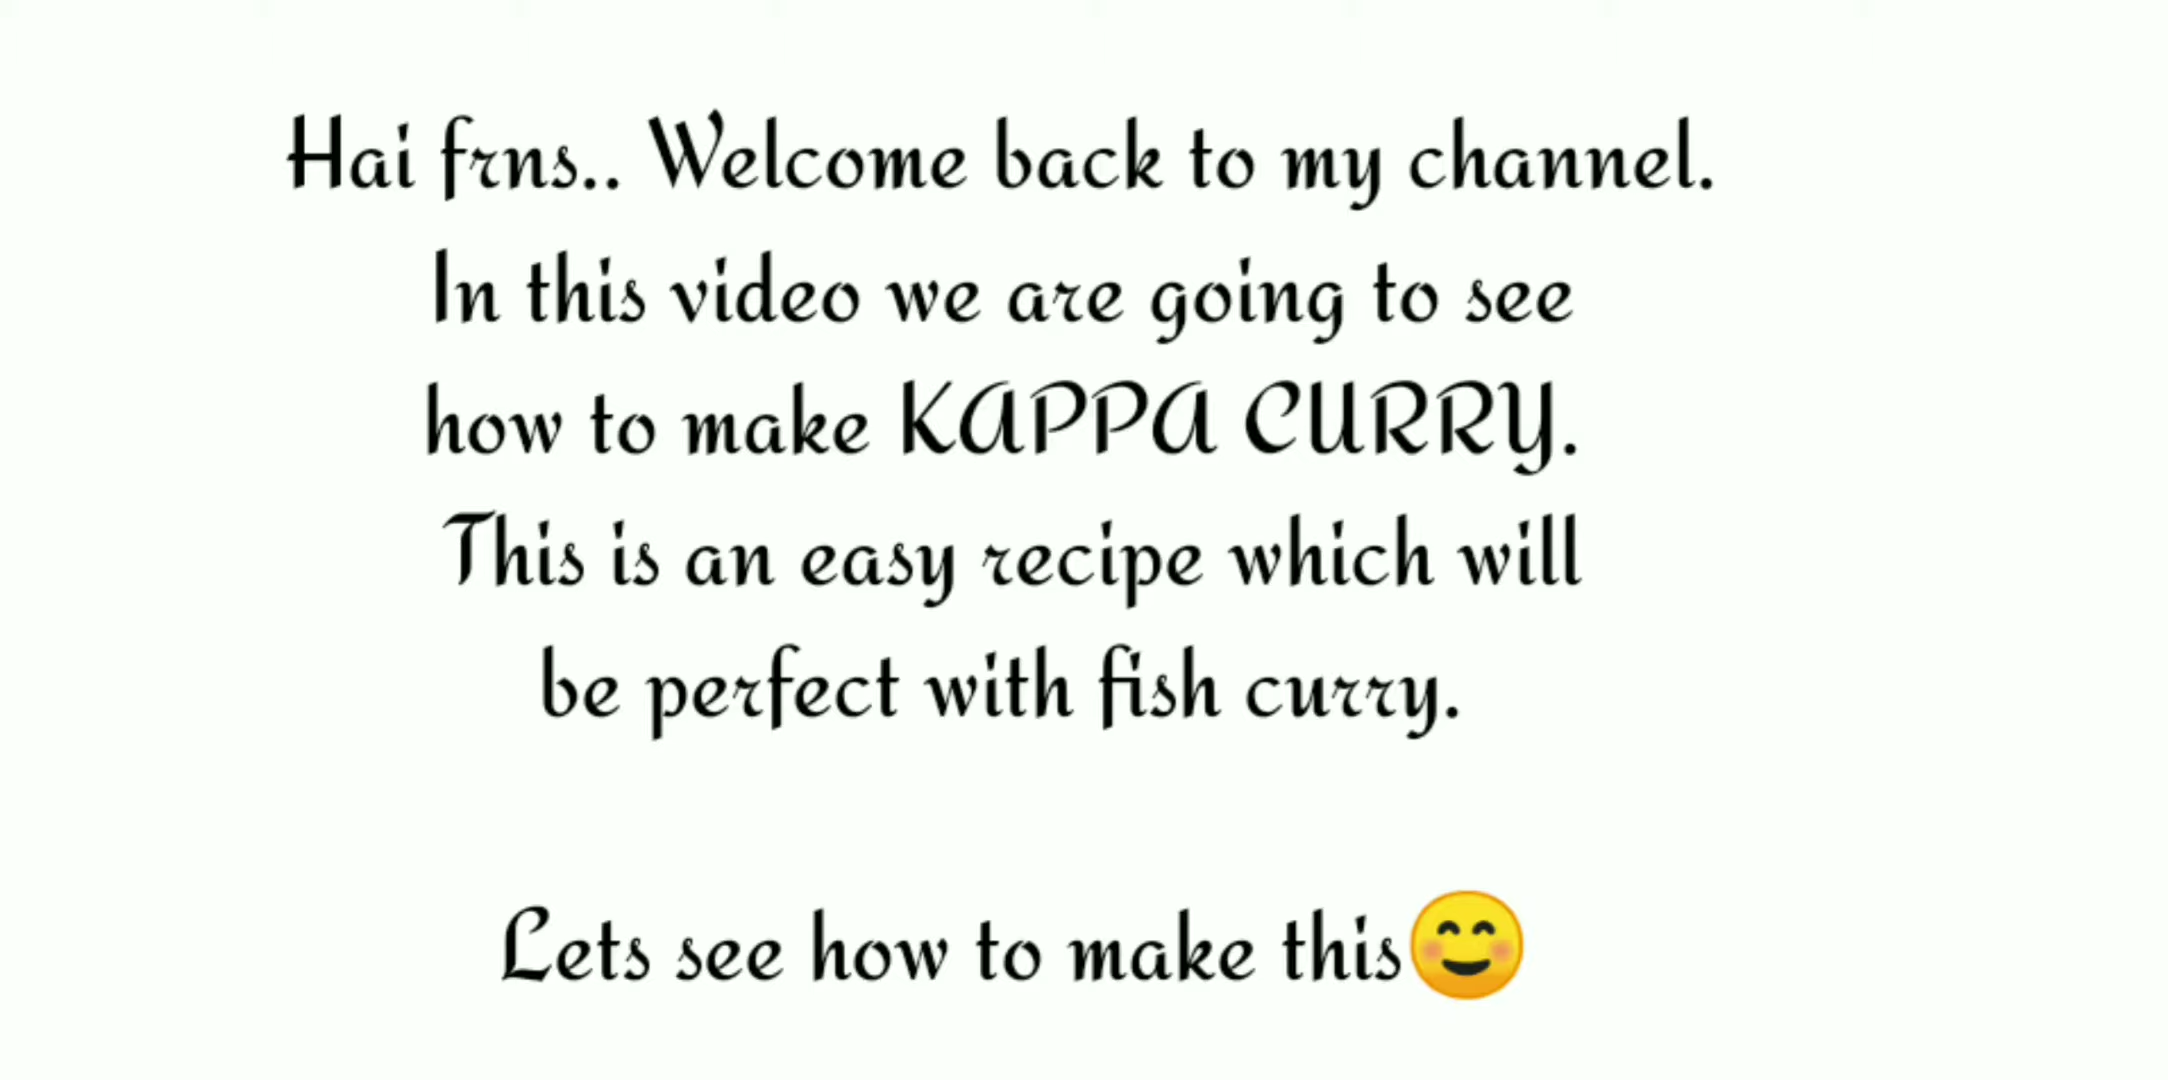 Hai frns.. Welcome back to my channel.
In this video we are going to see
how to make KAPPA CURRY.
This is an easy recipe which will
be perfect with fish curry.
Lets see how to make this😊